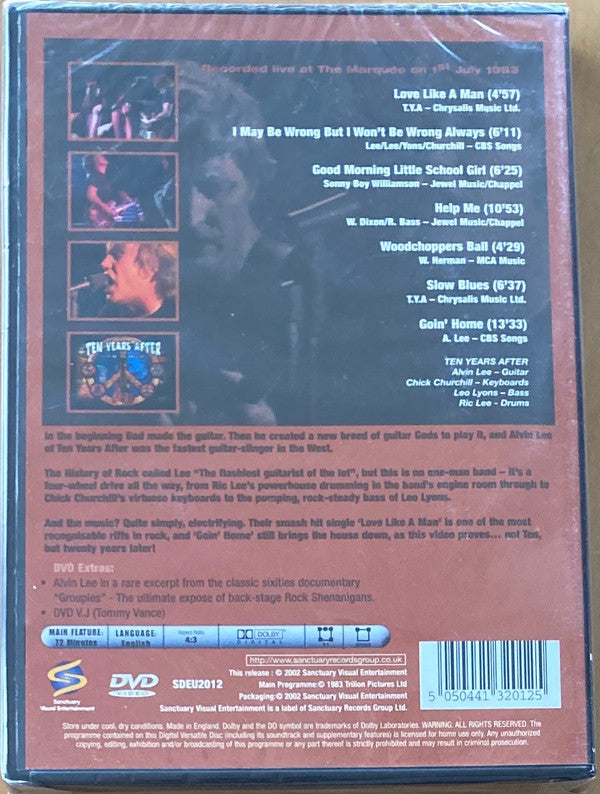 Recorded live at The Marquee on 1st July 1983
Love Like A Man (4'57)
T.Y.A – Chrysalis Music Ltd.
I May Be Wrong But I Won't Be Wrong Always (6'11)
Lee/Lee/Yons/Churchill – CBS Songs
Good Morning Little School Girl (6'25)
Sonny Boy Williamson – Jewel Music/Chappel
Help Me (10'53)
W. Dixon/R. Bass – Jewel Music/Chappel
Woodchoppers Ball (4'29)
W. Herman – MCA Music
Slow Blues (6'37)
T.Y.A – Chrysalis Music Ltd.
Goin' Home (13'33)
A. Lee – CBS Songs
TEN YEARS AFTER
TEN YEARS AFTER
Alvin Lee – Guitar
Chick Churchill – Keyboards
Leo Lyons – Bass
Ric Lee - Drums
In the beginning God made the guitar. Then he created a new breed of guitar Gods to play it, and Alvin Lee
of Ten Years After was the fastest guitar-slinger in the West.
The History of Rock called Lee "The flashiest guitarist of the lot", but this is no one-man band – it's a
four-wheel drive all the way, from Ric Lee's powerhouse drumming in the band's engine room through to
Chick Churchill's virtuoso keyboards to the pumping, rock-steady bass of Leo Lyons.
And the music? Quite simply, electrifying. Their smash hit single 'Love Like A Man' is one of the most
recognisable riffs in rock, and 'Goin' Home' still brings the house down, as this video proves... not Ten,
but twenty years later!
DVD Extras:
• Alvin Lee in a rare excerpt from the classic sixties documentary
"Groupies" - The ultimate expose of back-stage Rock Shenanigans.
• DVD V.J (Tommy Vance)
MAIN FEATURE:
72 Minutes
LANGUAGE:
English
Aspect Ratio
4:3
DOLBY
DIGITAL
http://www.sanctuaryrecordsgroup.co.uk
This release : © 2002 Sanctuary Visual Entertainment
Main Programme:© 1983 Trillon Pictures Ltd
Packaging:© 2002 Sanctuary Visual Entertainment
Sanctuary Visual Entertainment is a label of Sanctuary Records Group Ltd.
Sanctuary
Visual Entertainment
DVD
VIDEO
SDEU2012
5 050441 320125
Store under cool, dry conditions. Made in England. Dolby and the DD symbol are trademarks of Dolby Laboratories. WARNING. ALL RIGHTS RESERVED. The
programme contained on this Digital Versatile Disc (including its soundtrack and supplementary features) is licensed for home use only. Any unauthorized
copying, editing, exhibition and/or broadcasting of this programme or any part thereof is strictly prohibited and may result in criminal prosecution.